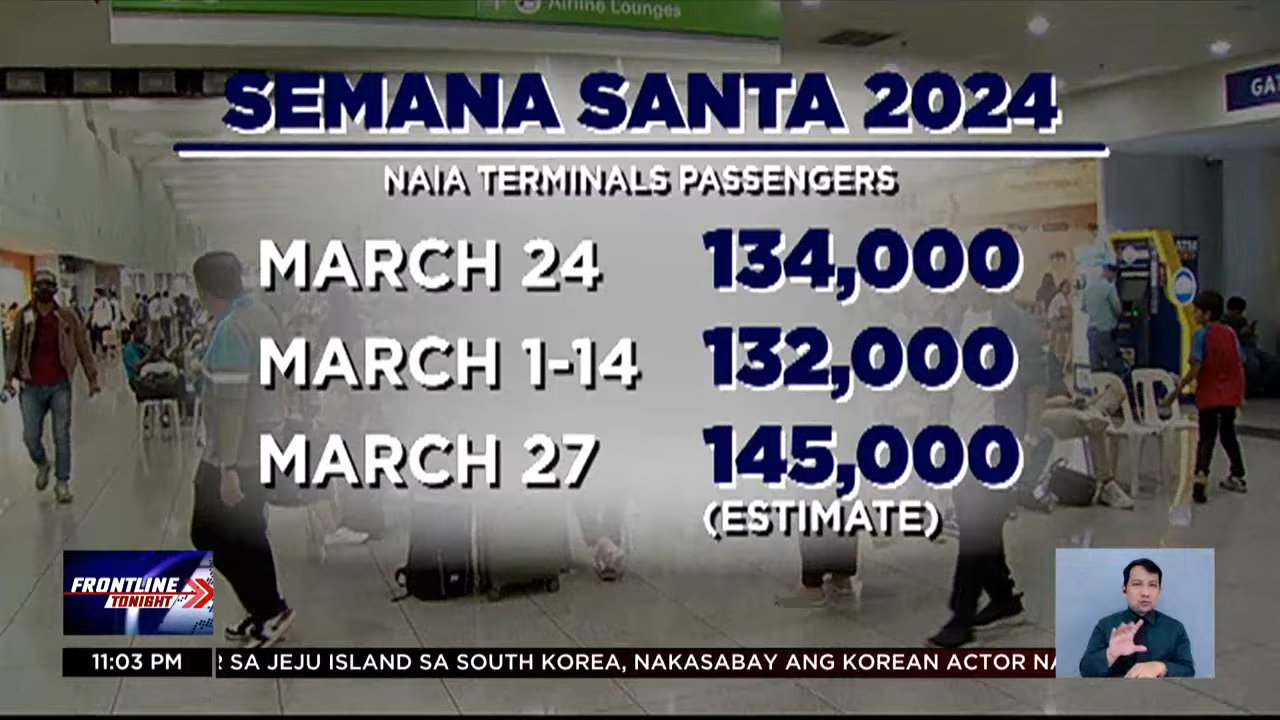 Airline Lounges
GA
SEMANA SANTA 2024
NAIA TERMINALS PASSENGERS
MARCH 24 134,000
MARCH 1-14 132,000
MARCH 27 145,000
(ESTIMATE)
FRONTLINE
TONIGHT
11:03 PM
SA JEJU ISLAND SA SOUTH KOREA, NAKASABAY ANG KOREAN ACTOR NA